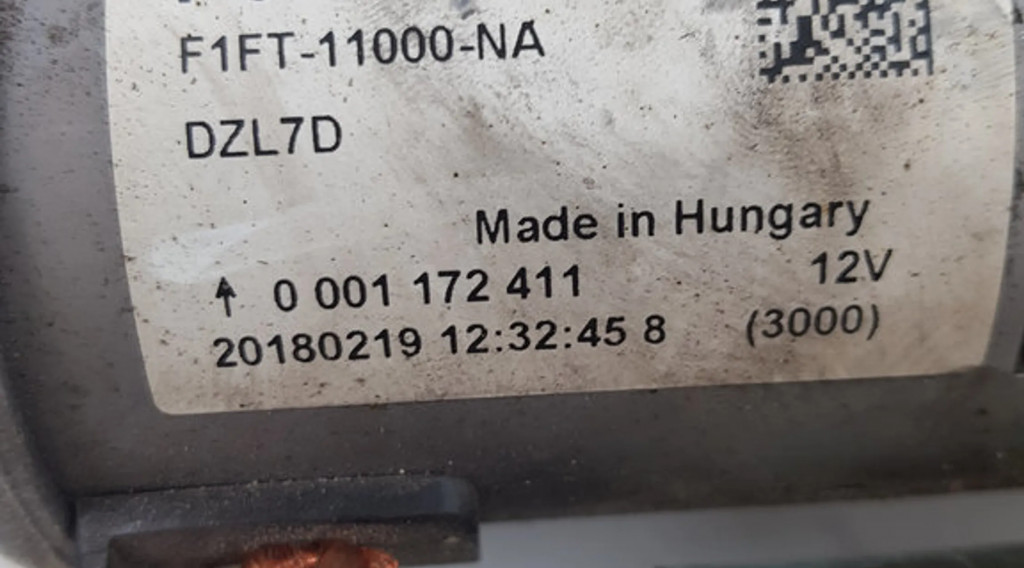 F1FT-11000-NA
DZL7D
Made in Hungary
↑ 0 001 172 411 12V
20180219 12:32:45 8 (3000)